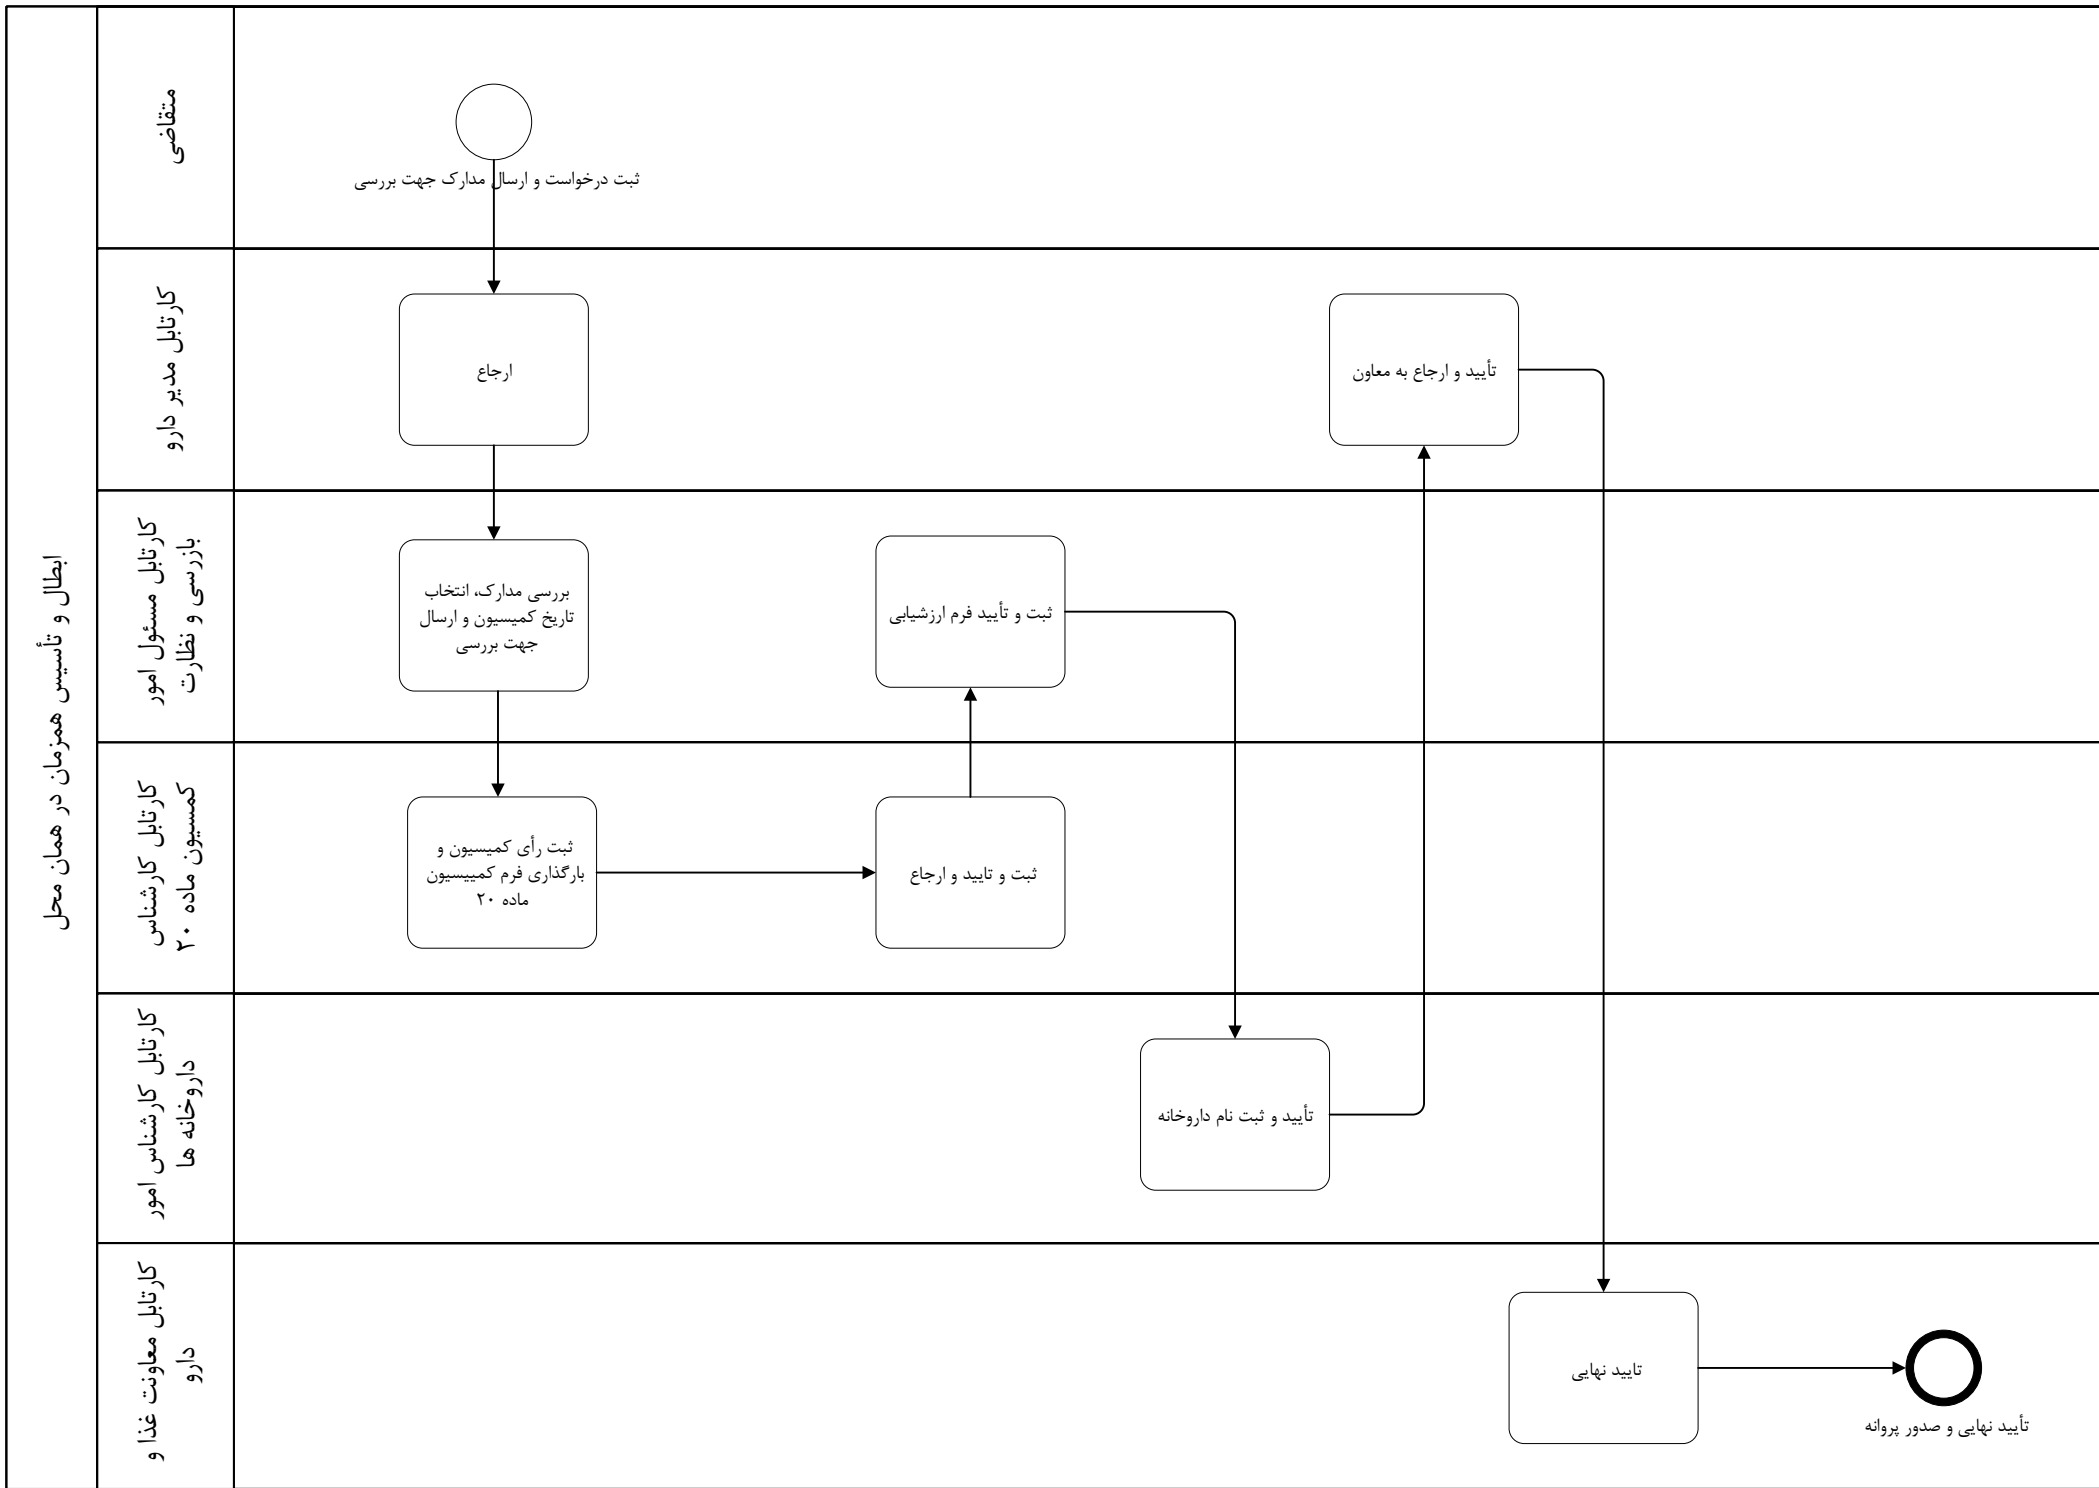 ابطال و تأسیس همزمان در همان محل
متقاضی
ثبت درخواست و ارسال مدارک جهت بررسی
کارتابل مدیر دارو
ارجاع
تأیید و ارجاع به معاون
کارتابل مسئول امور
بازرسی و نظارت
بررسی مدارک، انتخاب
تاریخ کمیسیون و ارسال
جهت بررسی
ثبت و تأیید فرم ارزشیابی
کارتابل کارشناس
کمسیون ماده ۲۰
ثبت رأی کمیسیون و
بارگذاری فرم کمییسیون
ماده ۲۰
ثبت و تایید و ارجاع
کارتابل کارشناس امور
داروخانه ها
تأیید و ثبت نام داروخانه
کارتابل معاونت غذا و
دارو
تایید نهایی
تأیید نهایی و صدور پروانه